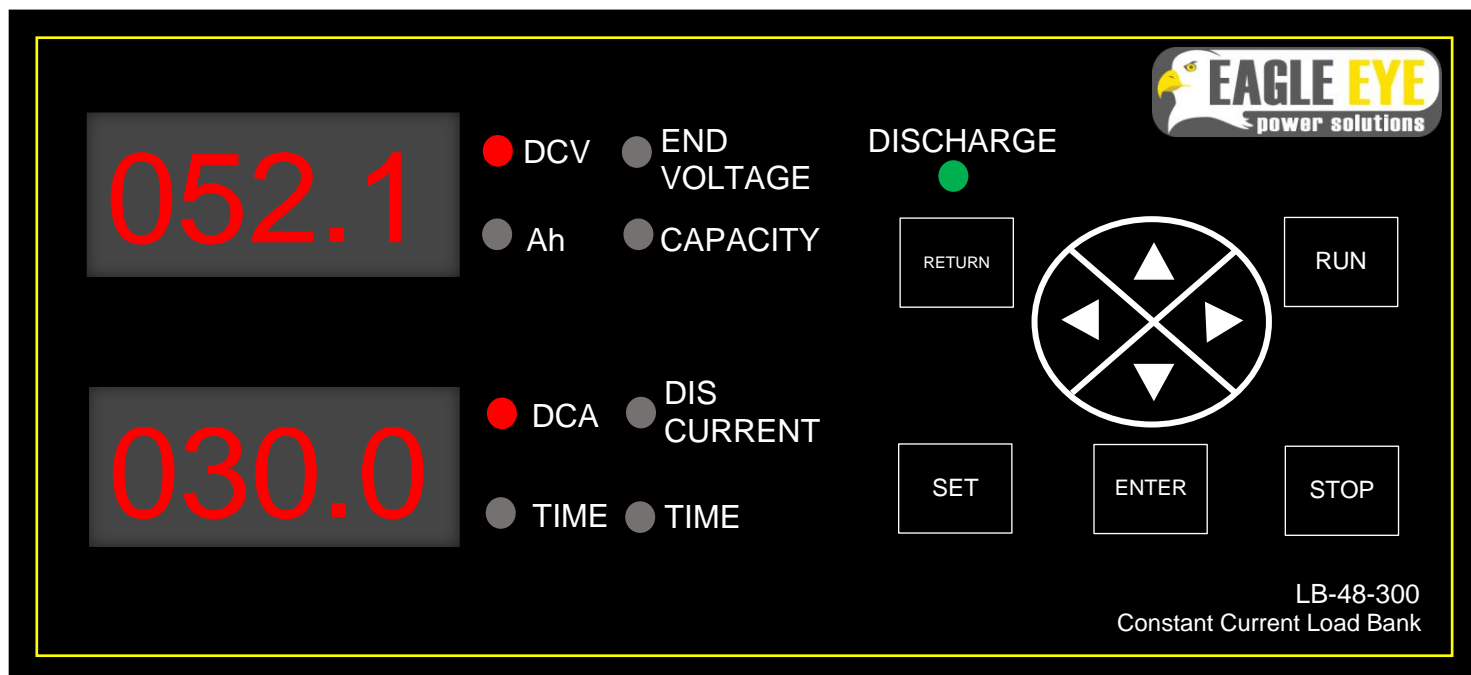 EAGLE EYE
power solutions
052.1
DCV
END
VOLTAGE
Ah
CAPACITY
DISCHARGE
RETURN
RUN
030.0
DCA
DIS
CURRENT
TIME
TIME
SET
ENTER
STOP
LB-48-300
Constant Current Load Bank